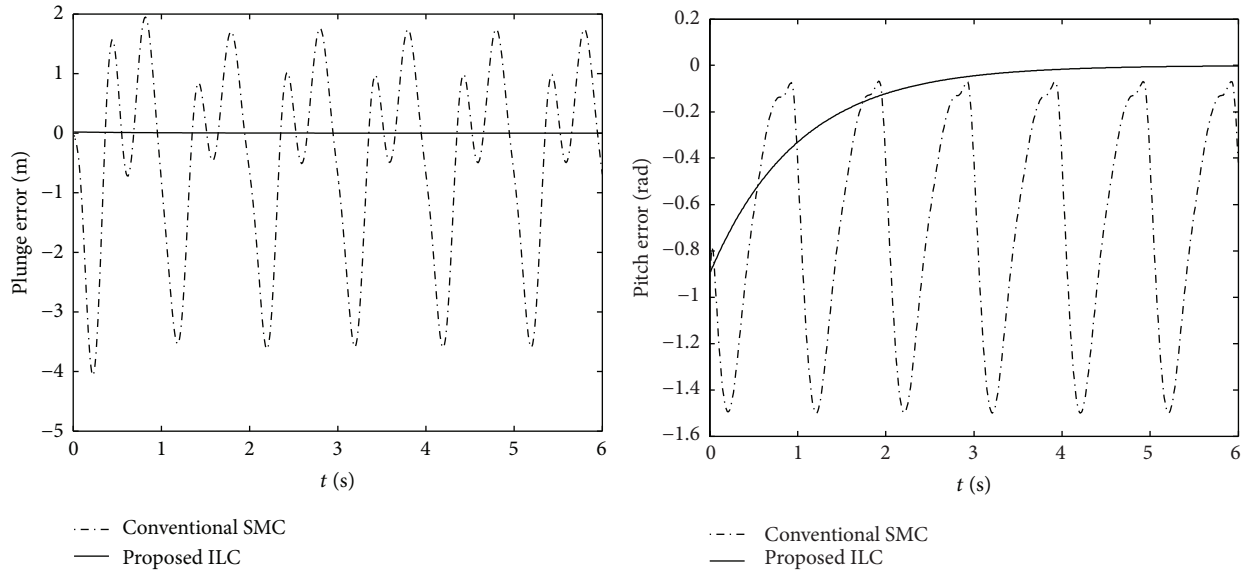 2
1
0
−1
−2
−3
−4
−5
Plunge error (m)
0 1 2 3 4 5 6
t (s)
Conventional SMC
Proposed ILC
0.2
0
−0.2
−0.4
−0.6
−0.8
−1
−1.2
−1.4
−1.6
Pitch error (rad)
0 1 2 3 4 5 6
t (s)
Conventional SMC
Proposed ILC